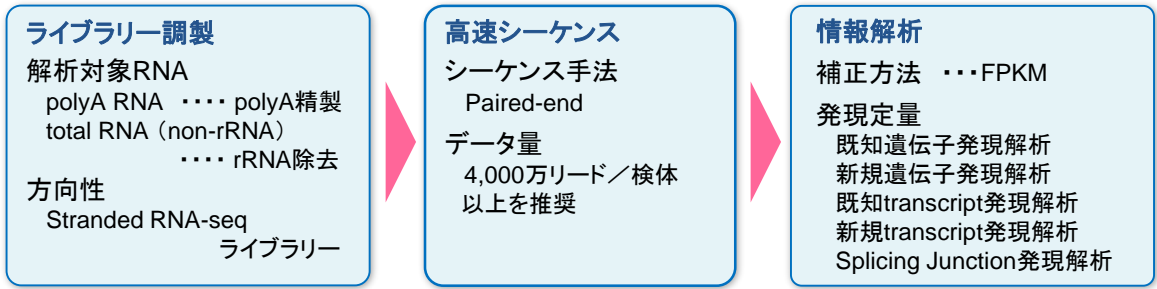 ライブラリー調製
解析対象RNA
polyA RNA ・・・・ polyA精製
total RNA（non-rRNA）
・・・・ rRNA除去
方向性
Stranded RNA-seq
ライブラリー
高速シーケンス
シーケンス手法
Paired-end
データ量
4,000万リード／検体
以上を推奨
情報解析
補正方法 ・・・FPKM
発現定量
既知遺伝子発現解析
新規遺伝子発現解析
既知transcript発現解析
新規transcript発現解析
Splicing Junction発現解析